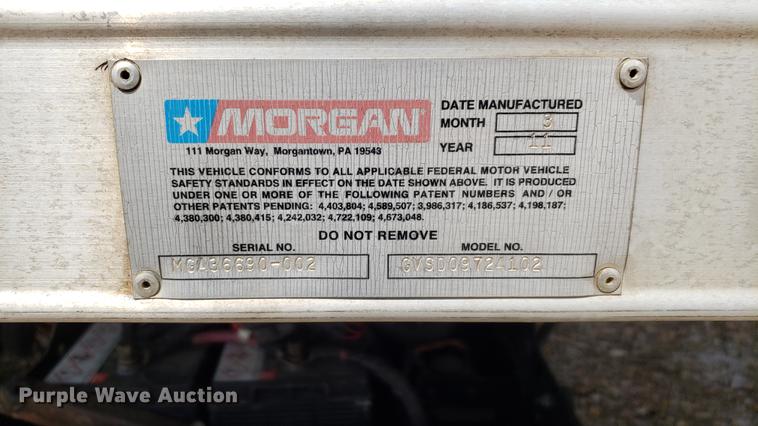 MORGAN
111 Morgan Way, Morgantown, PA 19543
DATE MANUFACTURED
MONTH 3
YEAR 11
THIS VEHICLE CONFORMS TO ALL APPLICABLE FEDERAL MOTOR VEHICLE
SAFETY STANDARDS IN EFFECT ON THE DATE SHOWN ABOVE. IT IS PRODUCED
UNDER ONE OR MORE OF THE FOLLOWING PATENT NUMBERS AND / OR
OTHER PATENTS PENDING: 4,403,804; 4,589,507; 3,986,317; 4,186,537; 4,198,187;
4,380,300; 4,380,415; 4,242,032; 4,722,109; 4,673,048.
DO NOT REMOVE
SERIAL NO. MODEL NO.
MGA36690-002 GVSD09724102
Purple Wave Auction